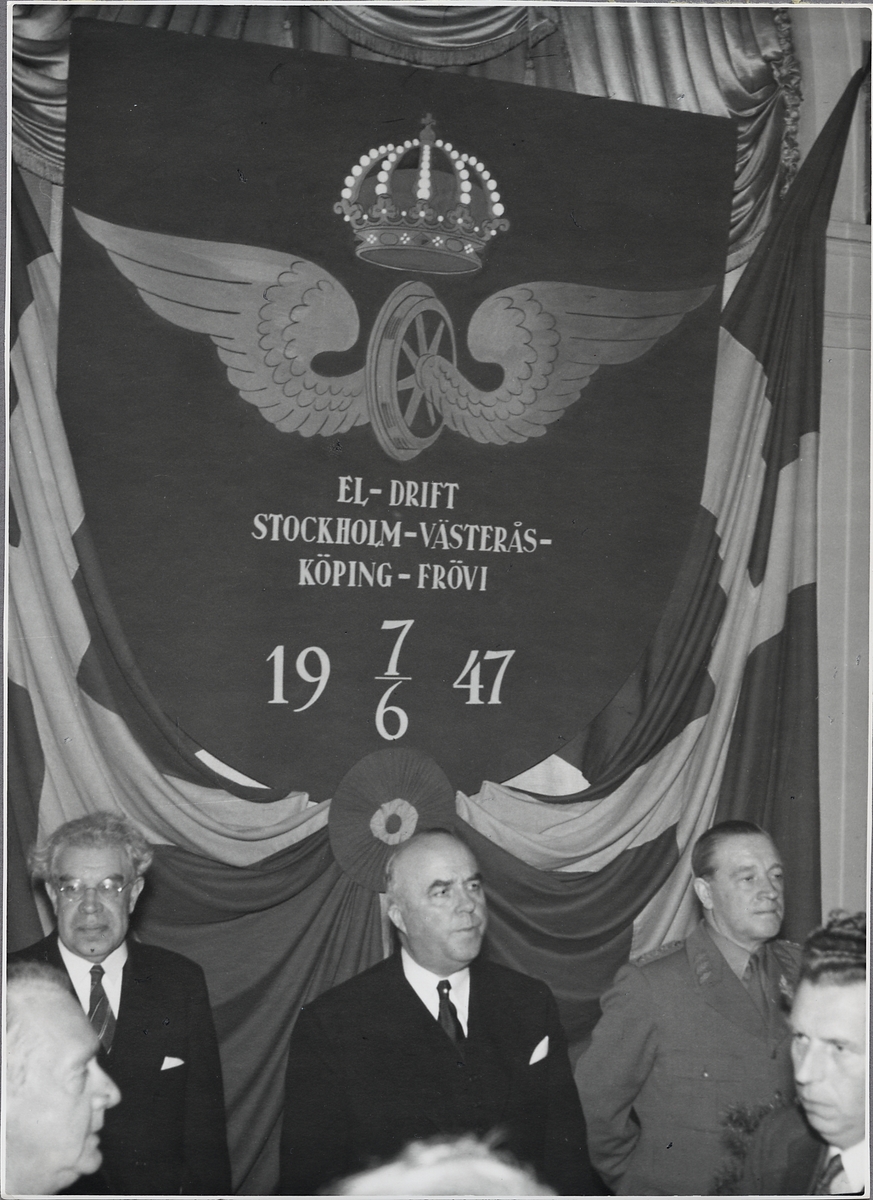 EL-DRIFT
STOCKHOLM-VÄSTERÅS-
KÖPING-FRÖVI
19 7/6 47